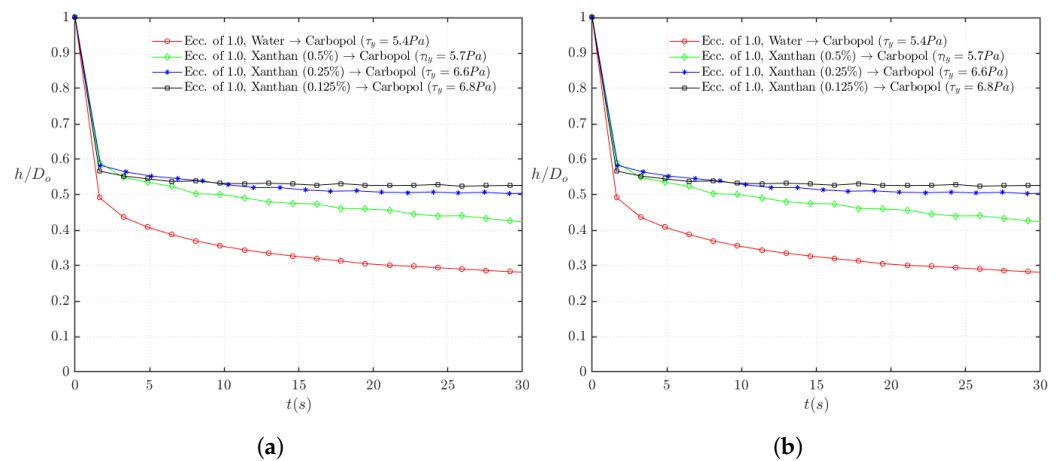 1
0.9
0.8
0.7
0.6
h/D_o
0.5
0.4
0.3
0.2
0.1
0
0 5 10 15 20 25 30
t(s)
Ecc. of 1.0, Water → Carbopol (τ_y = 5.4Pa)
Ecc. of 1.0, Xanthan (0.5%) → Carbopol (τ_y = 5.7Pa)
Ecc. of 1.0, Xanthan (0.25%) → Carbopol (τ_y = 6.6Pa)
Ecc. of 1.0, Xanthan (0.125%) → Carbopol (τ_y = 6.8Pa)
(a)
1
0.9
0.8
0.7
0.6
h/D_o
0.5
0.4
0.3
0.2
0.1
0
0 5 10 15 20 25 30
t(s)
Ecc. of 1.0, Water → Carbopol (τ_y = 5.4Pa)
Ecc. of 1.0, Xanthan (0.5%) → Carbopol (τ_y = 5.7Pa)
Ecc. of 1.0, Xanthan (0.25%) → Carbopol (τ_y = 6.6Pa)
Ecc. of 1.0, Xanthan (0.125%) → Carbopol (τ_y = 6.8Pa)
(b)